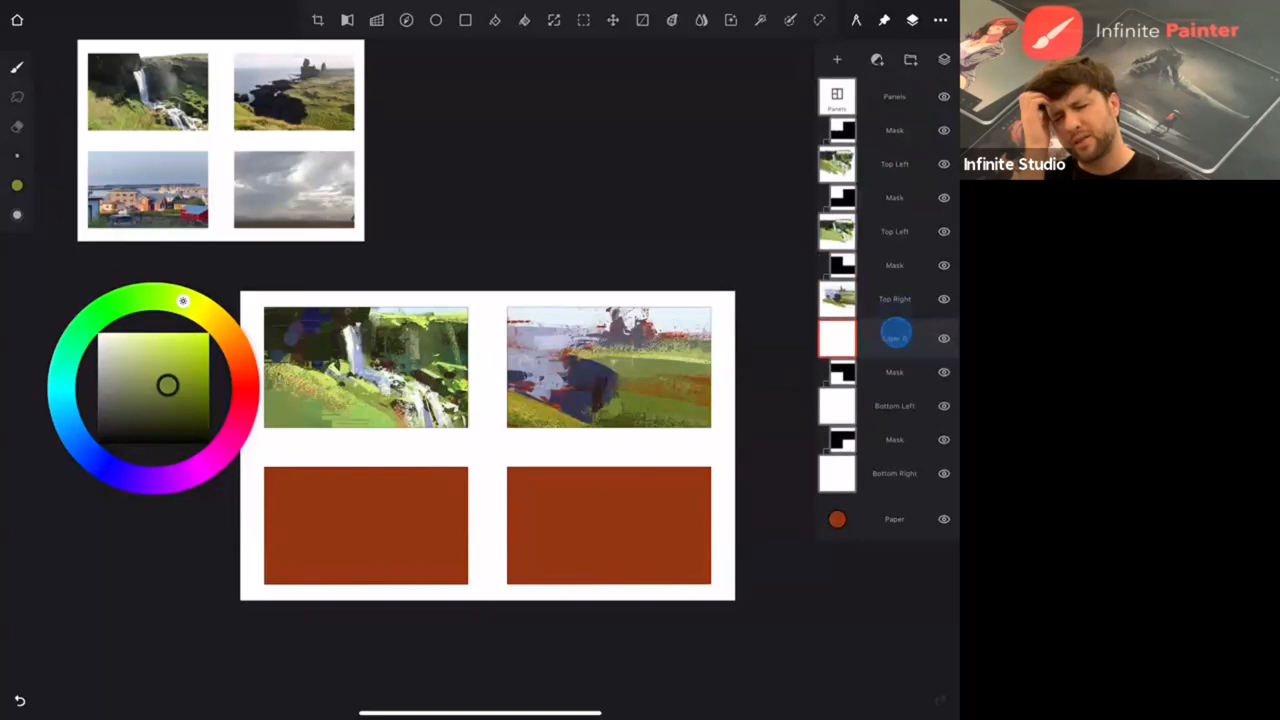 Infinite Painter
Infinite Studio
Panels
Panels
Mask
Top Left
Mask
Top Left
Mask
Top Right
Mask
Bottom Left
Mask
Bottom Right
Paper